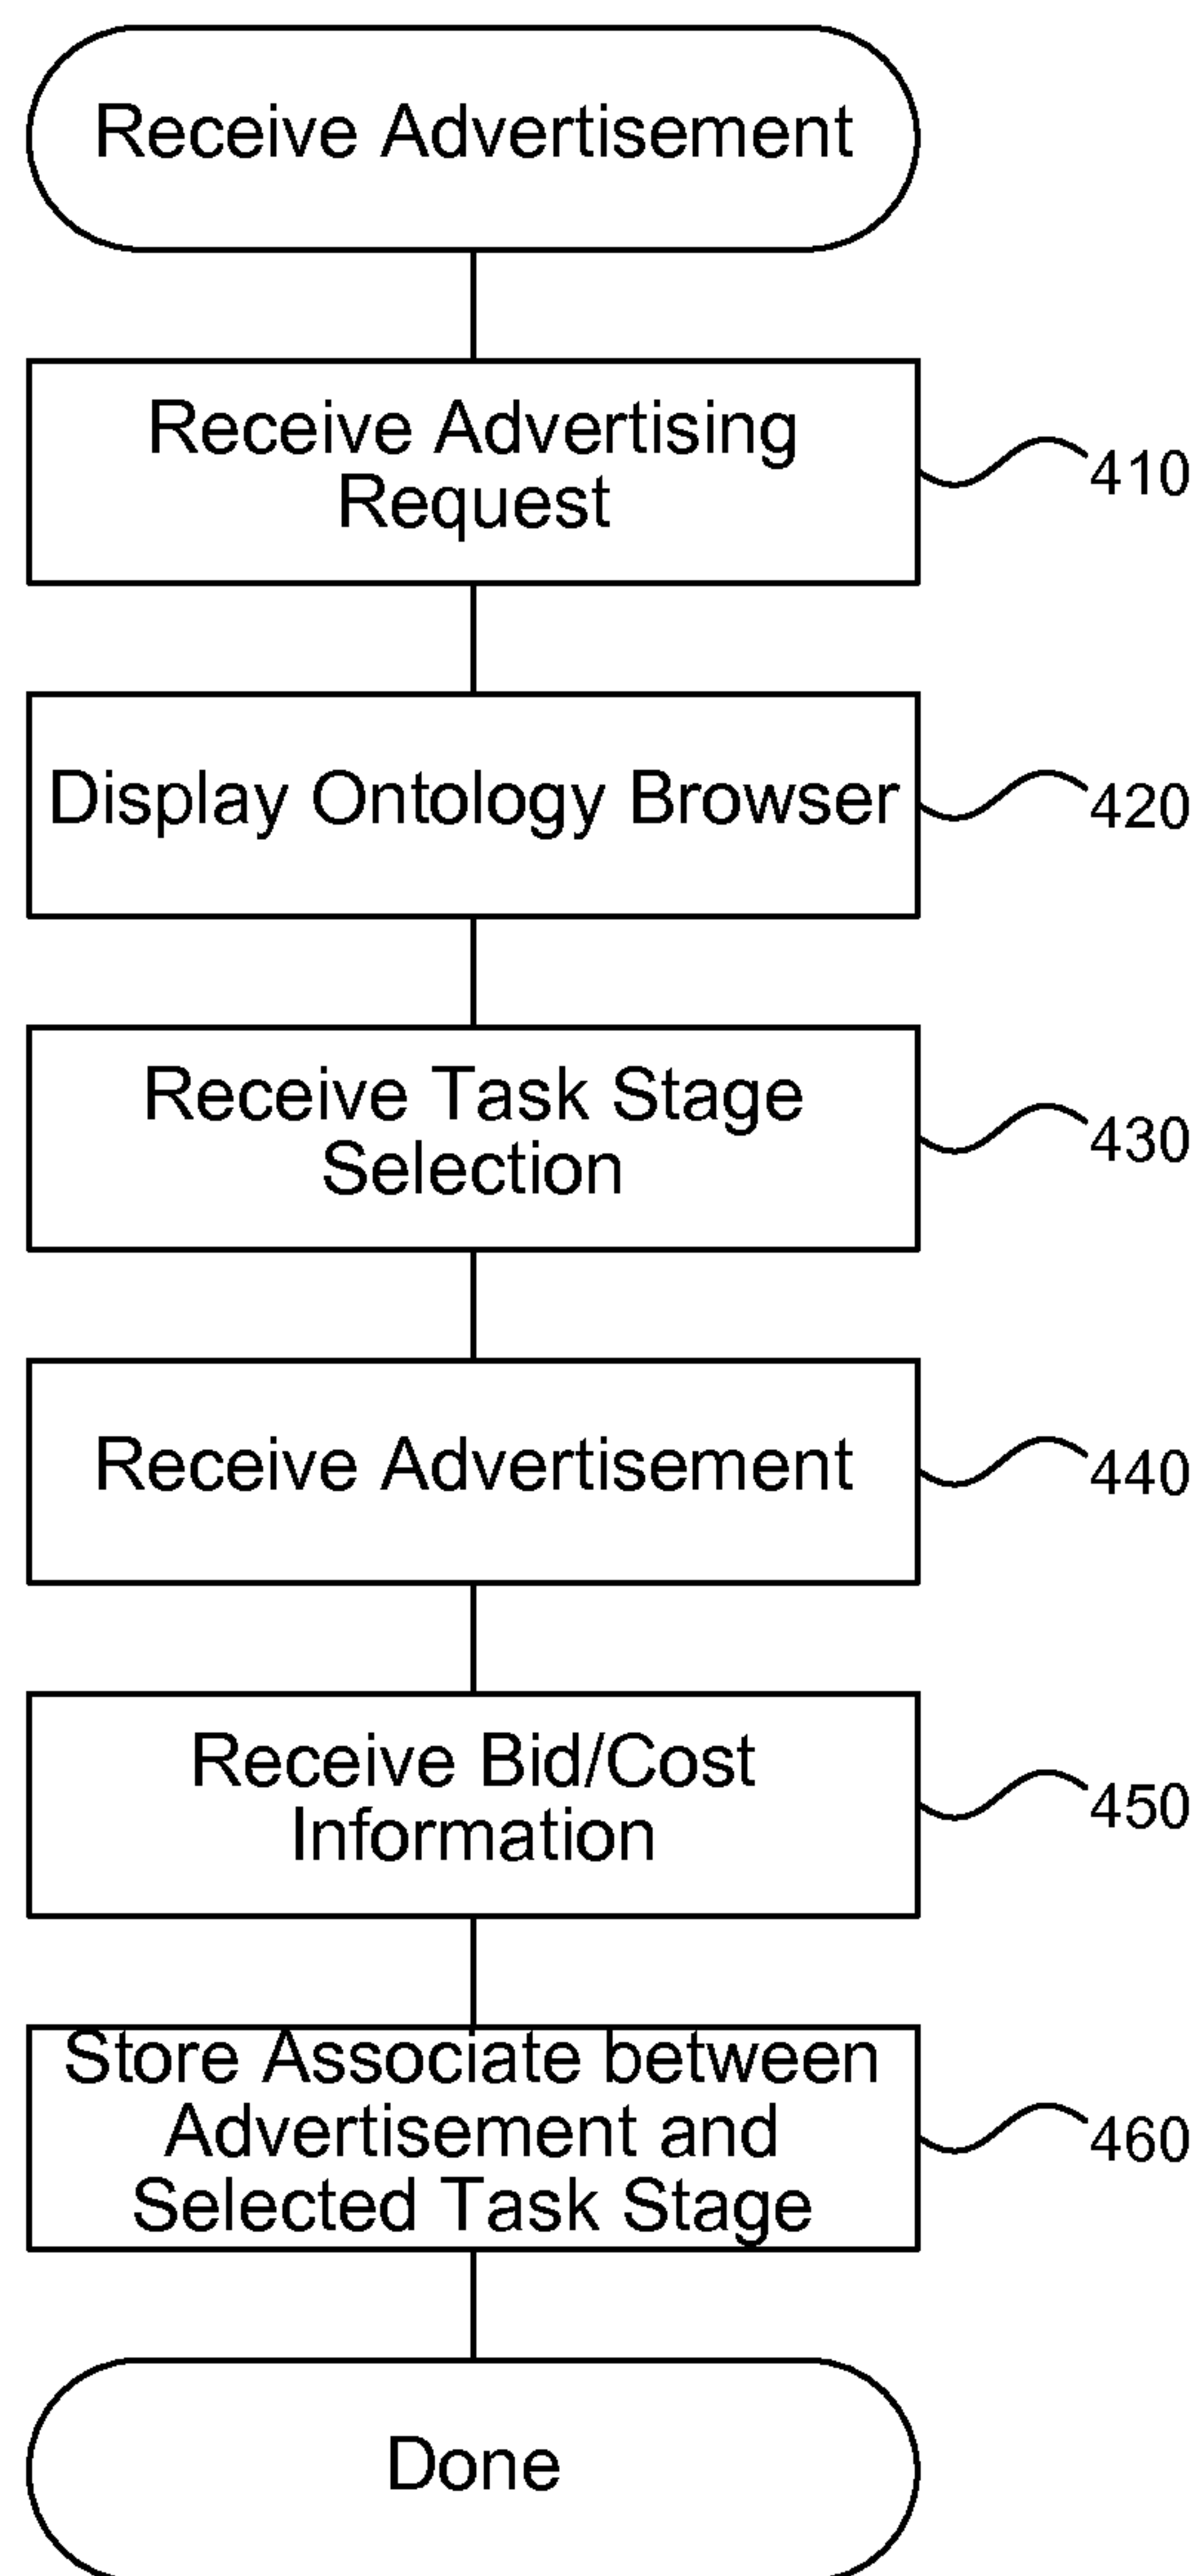 Receive Advertisement
Receive Advertising
Request
410
Display Ontology Browser
420
Receive Task Stage
Selection
430
Receive Advertisement
440
Receive Bid/Cost
Information
450
Store Associate between
Advertisement and
Selected Task Stage
460
Done